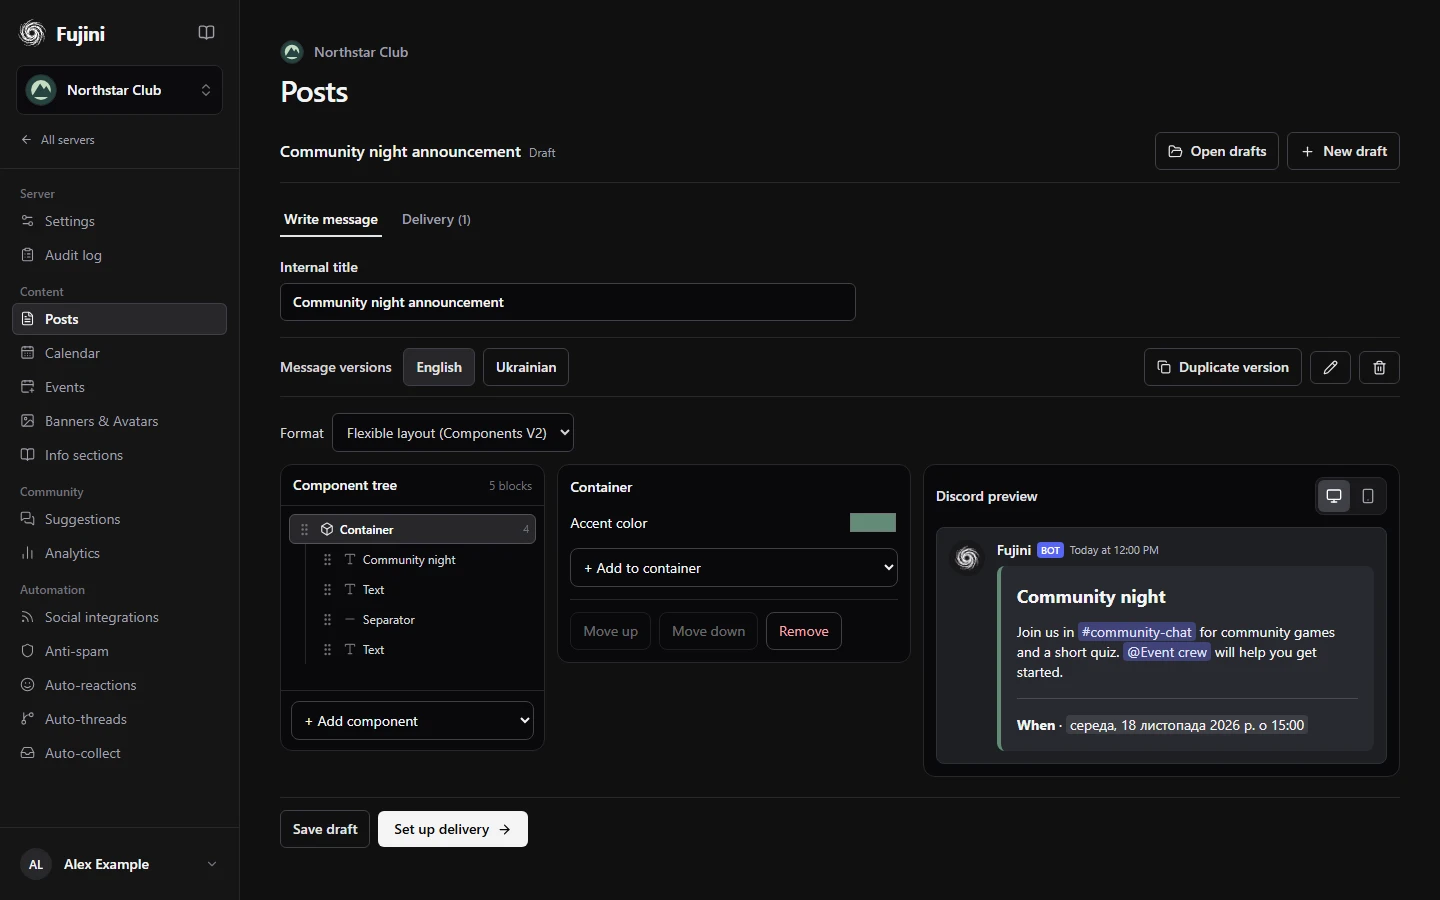 Fujini
Northstar Club
All servers
Server
Settings
Audit log
Content
Posts
Calendar
Events
Banners & Avatars
Info sections
Community
Suggestions
Analytics
Automation
Social integrations
Anti-spam
Auto-reactions
Auto-threads
Auto-collect
AL Alex Example
Northstar Club
Posts
Community night announcement Draft
Open drafts
New draft
Write message
Delivery (1)
Internal title
Community night announcement
Message versions English Ukrainian
Duplicate version
Format Flexible layout (Components V2)
Component tree 5 blocks
Container 4
Community night
Text
Separator
Text
+ Add component
Container
Accent color
+ Add to container
Move up Move down Remove
Discord preview
Fujini BOT Today at 12:00 PM
Community night
Join us in #community-chat for community games
and a short quiz. @Event crew will help you get
started.
When · середа, 18 листопада 2026 р. о 15:00
Save draft
Set up delivery